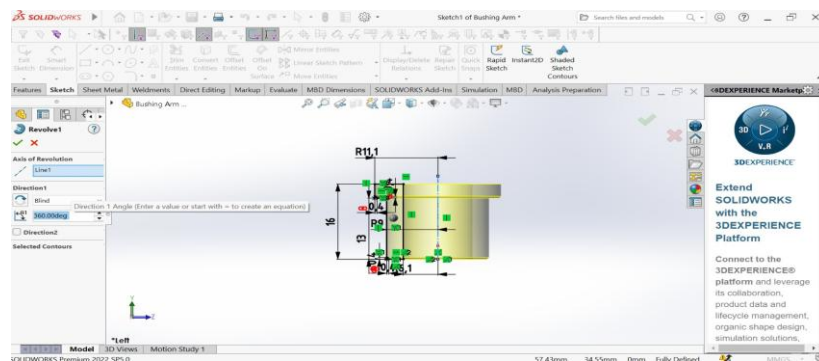 SOLIDWORKS
Sketch1 of Bushing Arm *
Search files and models
Exit Sketch
Smart Dimension
Trim Entities
Convert Entities
Offset Entities
Offset On Surface
Mirror Entities
Linear Sketch Pattern
Move Entities
Display/Delete Relations
Repair Sketch
Quick Snaps
Rapid Sketch
Instant2D
Shaded Sketch Contours
Features Sketch Sheet Metal Weldments Direct Editing Markup Evaluate MBD Dimensions SOLIDWORKS Add-Ins Simulation MBD Analysis Preparation
Bushing Arm ...
Revolve1
Axis of Revolution
Line1
Direction1
Blind
360.00deg
Direction 1 Angle (Enter a value or start with = to create an equation)
Direction2
Selected Contours
R11,1
0,4
R9
16
13
Y
Z
*Left
Model 3D Views Motion Study 1
SOLIDWORKS Premium 2022 SP5.0
57.43mm 34.55mm 0mm Fully Defined
MMGS
3D
V.R
3DEXPERIENCE
Extend
SOLIDWORKS
with the
3DEXPERIENCE
Platform
Connect to the
3DEXPERIENCE®
platform and leverage
its collaboration,
product data and
lifecycle management,
organic shape design,
simulation solutions,